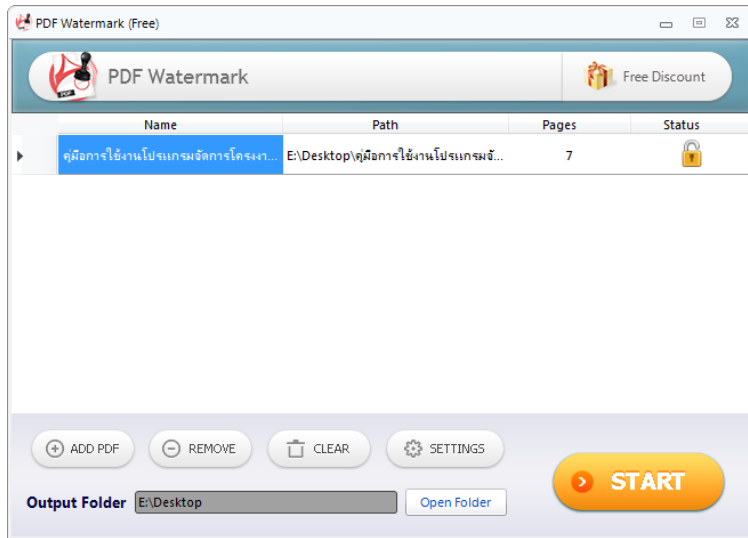 PDF Watermark (Free)
PDF Watermark
Free Discount
Name Path Pages Status
คู่มือการใช้งานโปรแกรมจัดการโครงงา... E:\Desktop\คู่มือการใช้งานโปรแกรมจั... 7
ADD PDF REMOVE CLEAR SETTINGS
START
Output Folder E:\Desktop Open Folder